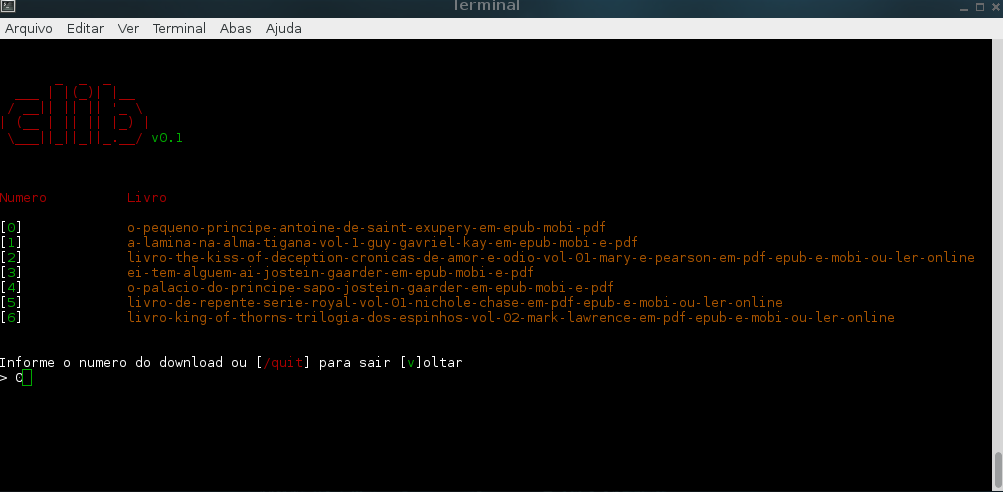 Terminal
Arquivo Editar Ver Terminal Abas Ajuda
clib
v0.1
Numero Livro
[0] o-pequeno-principe-antoine-de-saint-exupery-em-epub-mobi-pdf
[1] a-lamina-na-alma-tigana-vol-1-guy-gavriel-kay-em-epub-mobi-e-pdf
[2] livro-the-kiss-of-deception-cronicas-de-amor-e-odio-vol-01-mary-e-pearson-em-pdf-epub-e-mobi-ou-ler-online
[3] ei-tem-alguem-ai-jostein-gaarder-em-epub-mobi-e-pdf
[4] o-palacio-do-principe-sapo-jostein-gaarder-em-epub-mobi-e-pdf
[5] livro-de-repente-serie-royal-vol-01-nichole-chase-em-pdf-epub-e-mobi-ou-ler-online
[6] livro-king-of-thorns-trilogia-dos-espinhos-vol-02-mark-lawrence-em-pdf-epub-e-mobi-ou-ler-online
Informe o numero do download ou [/quit] para sair [v]oltar
> 0